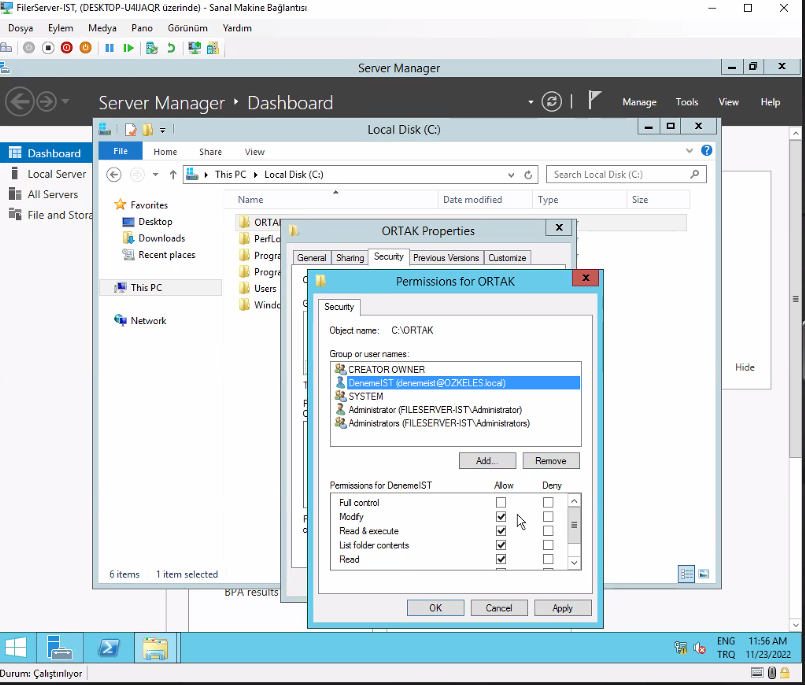 FilerServer-IST, (DESKTOP-U4IJAQR üzerinde) - Sanal Makine Bağlantısı
Dosya Eylem Medya Pano Görünüm Yardım
Server Manager
Server Manager Dashboard
Manage Tools View Help
Dashboard
Local Server
All Servers
File and Stora
Local Disk (C:)
File Home Share View
This PC Local Disk (C:)
Search Local Disk (C:)
Favorites
Desktop
Downloads
Recent places
This PC
Network
Name Date modified Type Size
ORTA
PerfLo
Progra
Progra
Users
Windo
6 items 1 item selected
ORTAK Properties
General Sharing Security Previous Versions Customize
Permissions for ORTAK
Security
Object name: C:\ORTAK
Group or user names:
CREATOR OWNER
DenemeIST (denemeist@OZKELES.local)
SYSTEM
Administrator (FILESERVER-IST\Administrator)
Administrators (FILESERVER-IST\Administrators)
Add... Remove
Permissions for DenemeIST Allow Deny
Full control
Modify
Read & execute
List folder contents
Read
OK Cancel Apply
Hide
BPA results
ENG 11:56 AM
TRQ 11/23/2022
Durum: Çalıştırılıyor